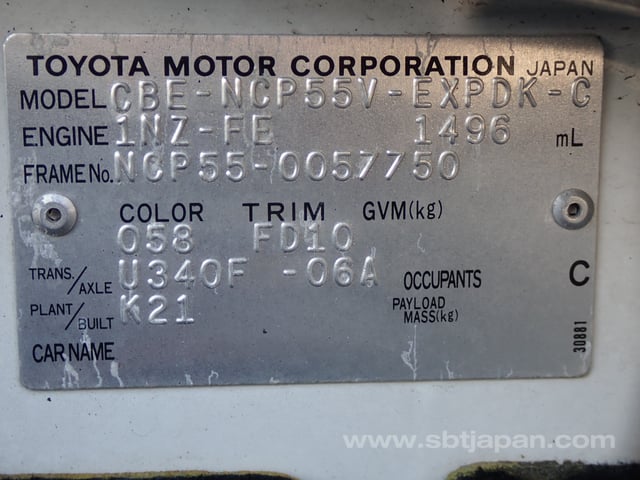 TOYOTA MOTOR CORPORATION JAPAN
MODEL CBE-NCP55V-EXPDK-G
ENGINE 1NZ-FE 1496 mL
FRAME No. NCP55-0057750
COLOR TRIM GVM(kg)
058 FD10
TRANS./AXLE U340F -06A OCCUPANTS C
PLANT/BUILT K21 PAYLOAD MASS(kg)
CAR NAME
30881
www.sbtjapan.com